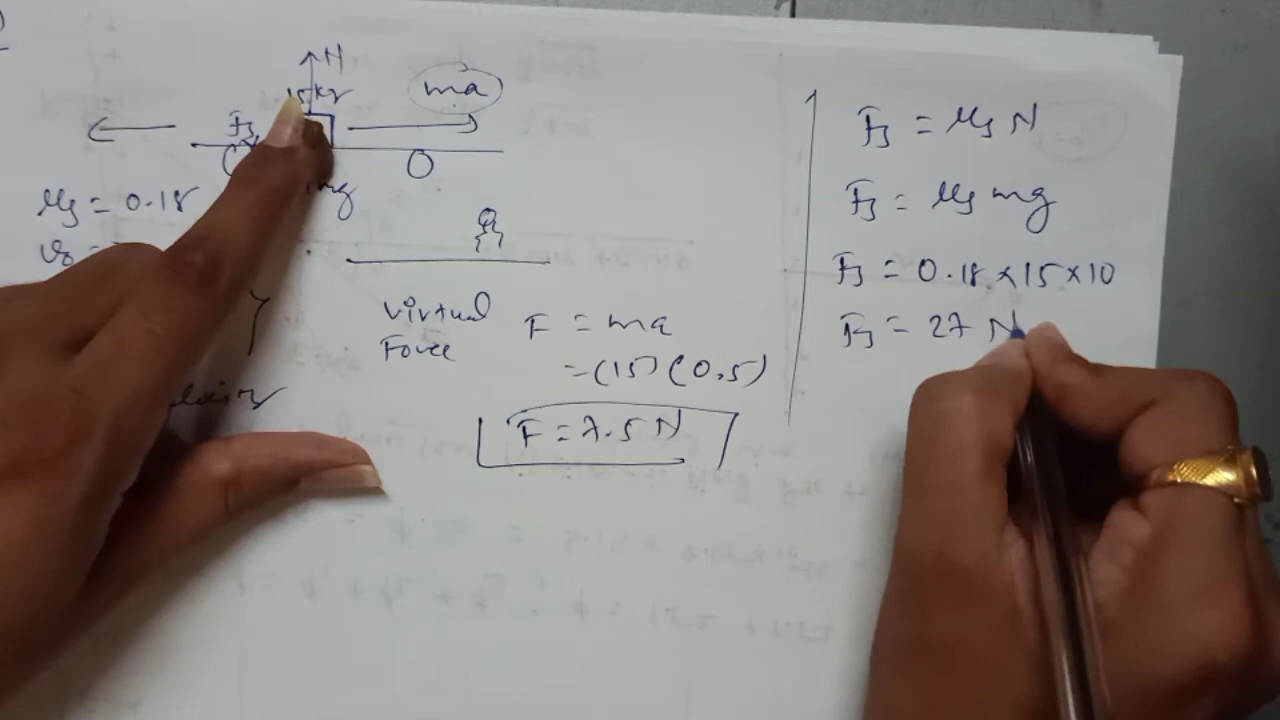 N
15kg
ma
Fs
mg
μs = 0.18
Virtual
Force
F = ma
= (15) (0.5)
F = 7.5 N
Fs = μs N
Fs = μs mg
Fs = 0.18 × 15 × 10
Fs = 27 N